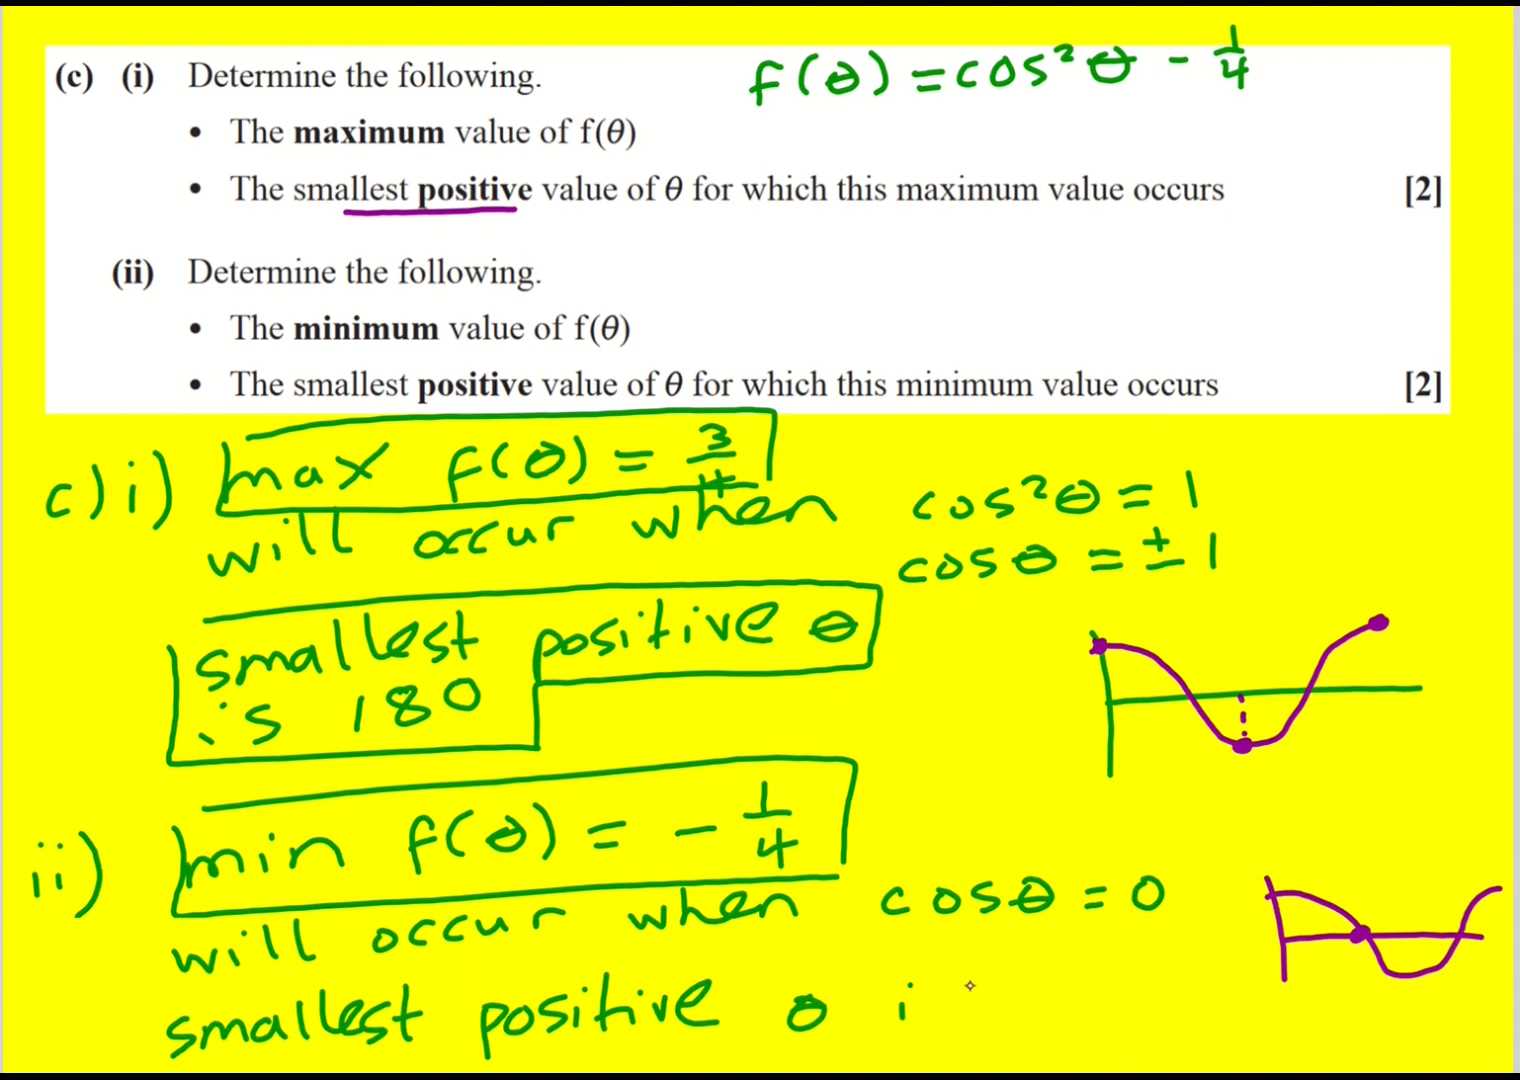 (c) (i) Determine the following. f(θ) = cos²θ - 1/4
• The maximum value of f(θ)
• The smallest positive value of θ for which this maximum value occurs [2]
(ii) Determine the following.
• The minimum value of f(θ)
• The smallest positive value of θ for which this minimum value occurs [2]
c) i) max f(θ) = 3/4
will occur when cos²θ = 1
cosθ = ± 1
smallest positive θ
is 180
ii) min f(θ) = - 1/4
will occur when cosθ = 0
smallest positive θ i